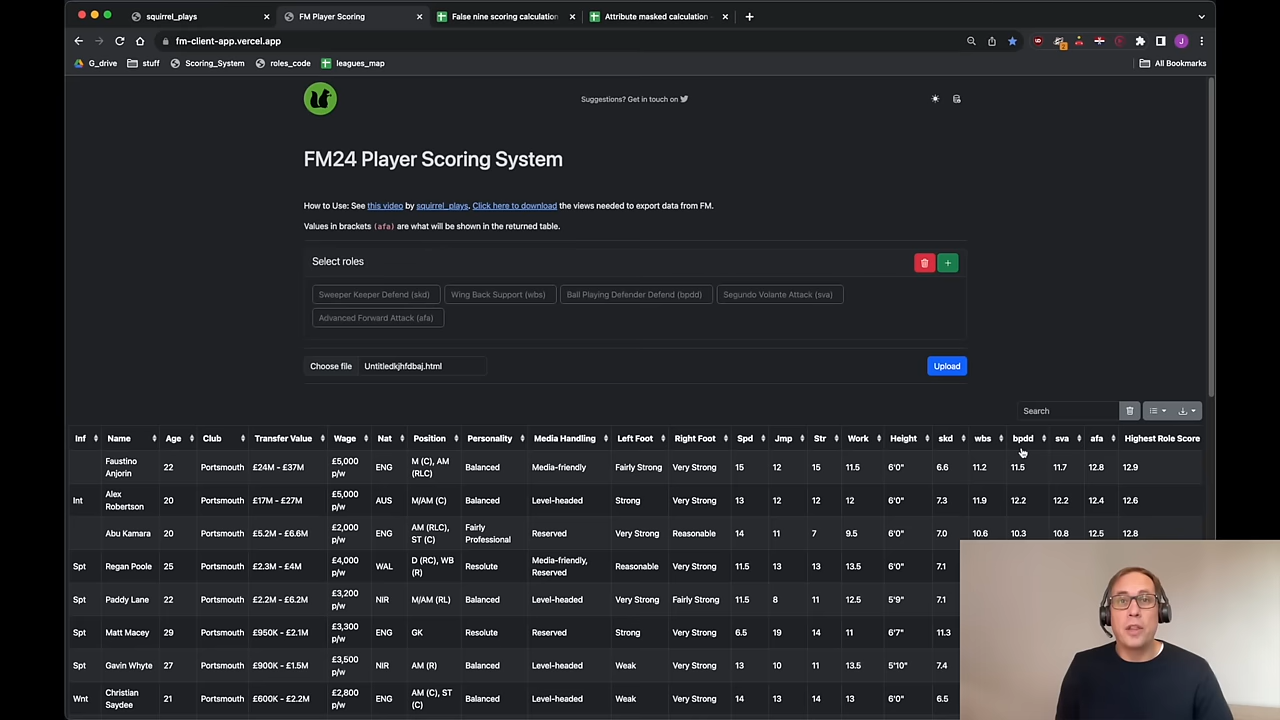 squirrel_plays
FM Player Scoring
False nine scoring calculation
Attribute masked calculation
fm-client-app.vercel.app
G_drive
stuff
Scoring_System
roles_code
leagues_map
All Bookmarks
Suggestions? Get in touch on
FM24 Player Scoring System
How to Use: See this video by squirrel_plays. Click here to download the views needed to export data from FM.
Values in brackets (afa) are what will be shown in the returned table.
Select roles
Sweeper Keeper Defend (skd) Wing Back Support (wbs) Ball Playing Defender Defend (bpdd) Segundo Volante Attack (sva)
Advanced Forward Attack (afa)
Choose file Untitledkjhfdbaj.html Upload
Search
Inf Name Age Club Transfer Value Wage Nat Position Personality Media Handling Left Foot Right Foot Spd Jmp Str Work Height skd wbs bpdd sva afa Highest Role Score
Faustino Anjorin 22 Portsmouth £24M - £37M £5,000 p/w ENG M (C), AM (RLC) Balanced Media-friendly Fairly Strong Very Strong 15 12 15 11.5 6'0" 6.6 11.2 11.5 11.7 12.8 12.9
Int Alex Robertson 20 Portsmouth £17M - £27M £5,000 p/w AUS M/AM (C) Balanced Level-headed Strong Very Strong 13 12 12 12 6'0" 7.3 11.9 12.2 12.2 12.4 12.6
Abu Kamara 20 Portsmouth £5.2M - £6.6M £2,000 p/w ENG AM (RLC), ST (C) Fairly Professional Reserved Very Strong Reasonable 14 11 7 9.5 6'0" 7.0 10.6 10.3 10.8 12.5 12.8
Spt Regan Poole 25 Portsmouth £2.3M - £4M £4,000 p/w WAL D (RC), WB (R) Resolute Media-friendly, Reserved Reasonable Very Strong 11.5 13 13 13.5 6'0" 7.1
Spt Paddy Lane 22 Portsmouth £2.2M - £6.2M £3,200 p/w NIR M/AM (RL) Balanced Level-headed Very Strong Fairly Strong 11.5 8 11 12.5 5'9" 7.1
Spt Matt Macey 29 Portsmouth £950K - £2.1M £3,300 p/w ENG GK Resolute Reserved Strong Very Strong 6.5 19 14 11 6'7" 11.3
Spt Gavin Whyte 27 Portsmouth £900K - £1.5M £3,500 p/w NIR AM (R) Balanced Level-headed Weak Very Strong 13 10 11 13.5 5'10" 7.4
Wnt Christian Saydee 21 Portsmouth £600K - £2.2M £2,800 p/w ENG AM (C), ST (C) Balanced Level-headed Weak Very Strong 14 13 14 13 6'0" 6.5